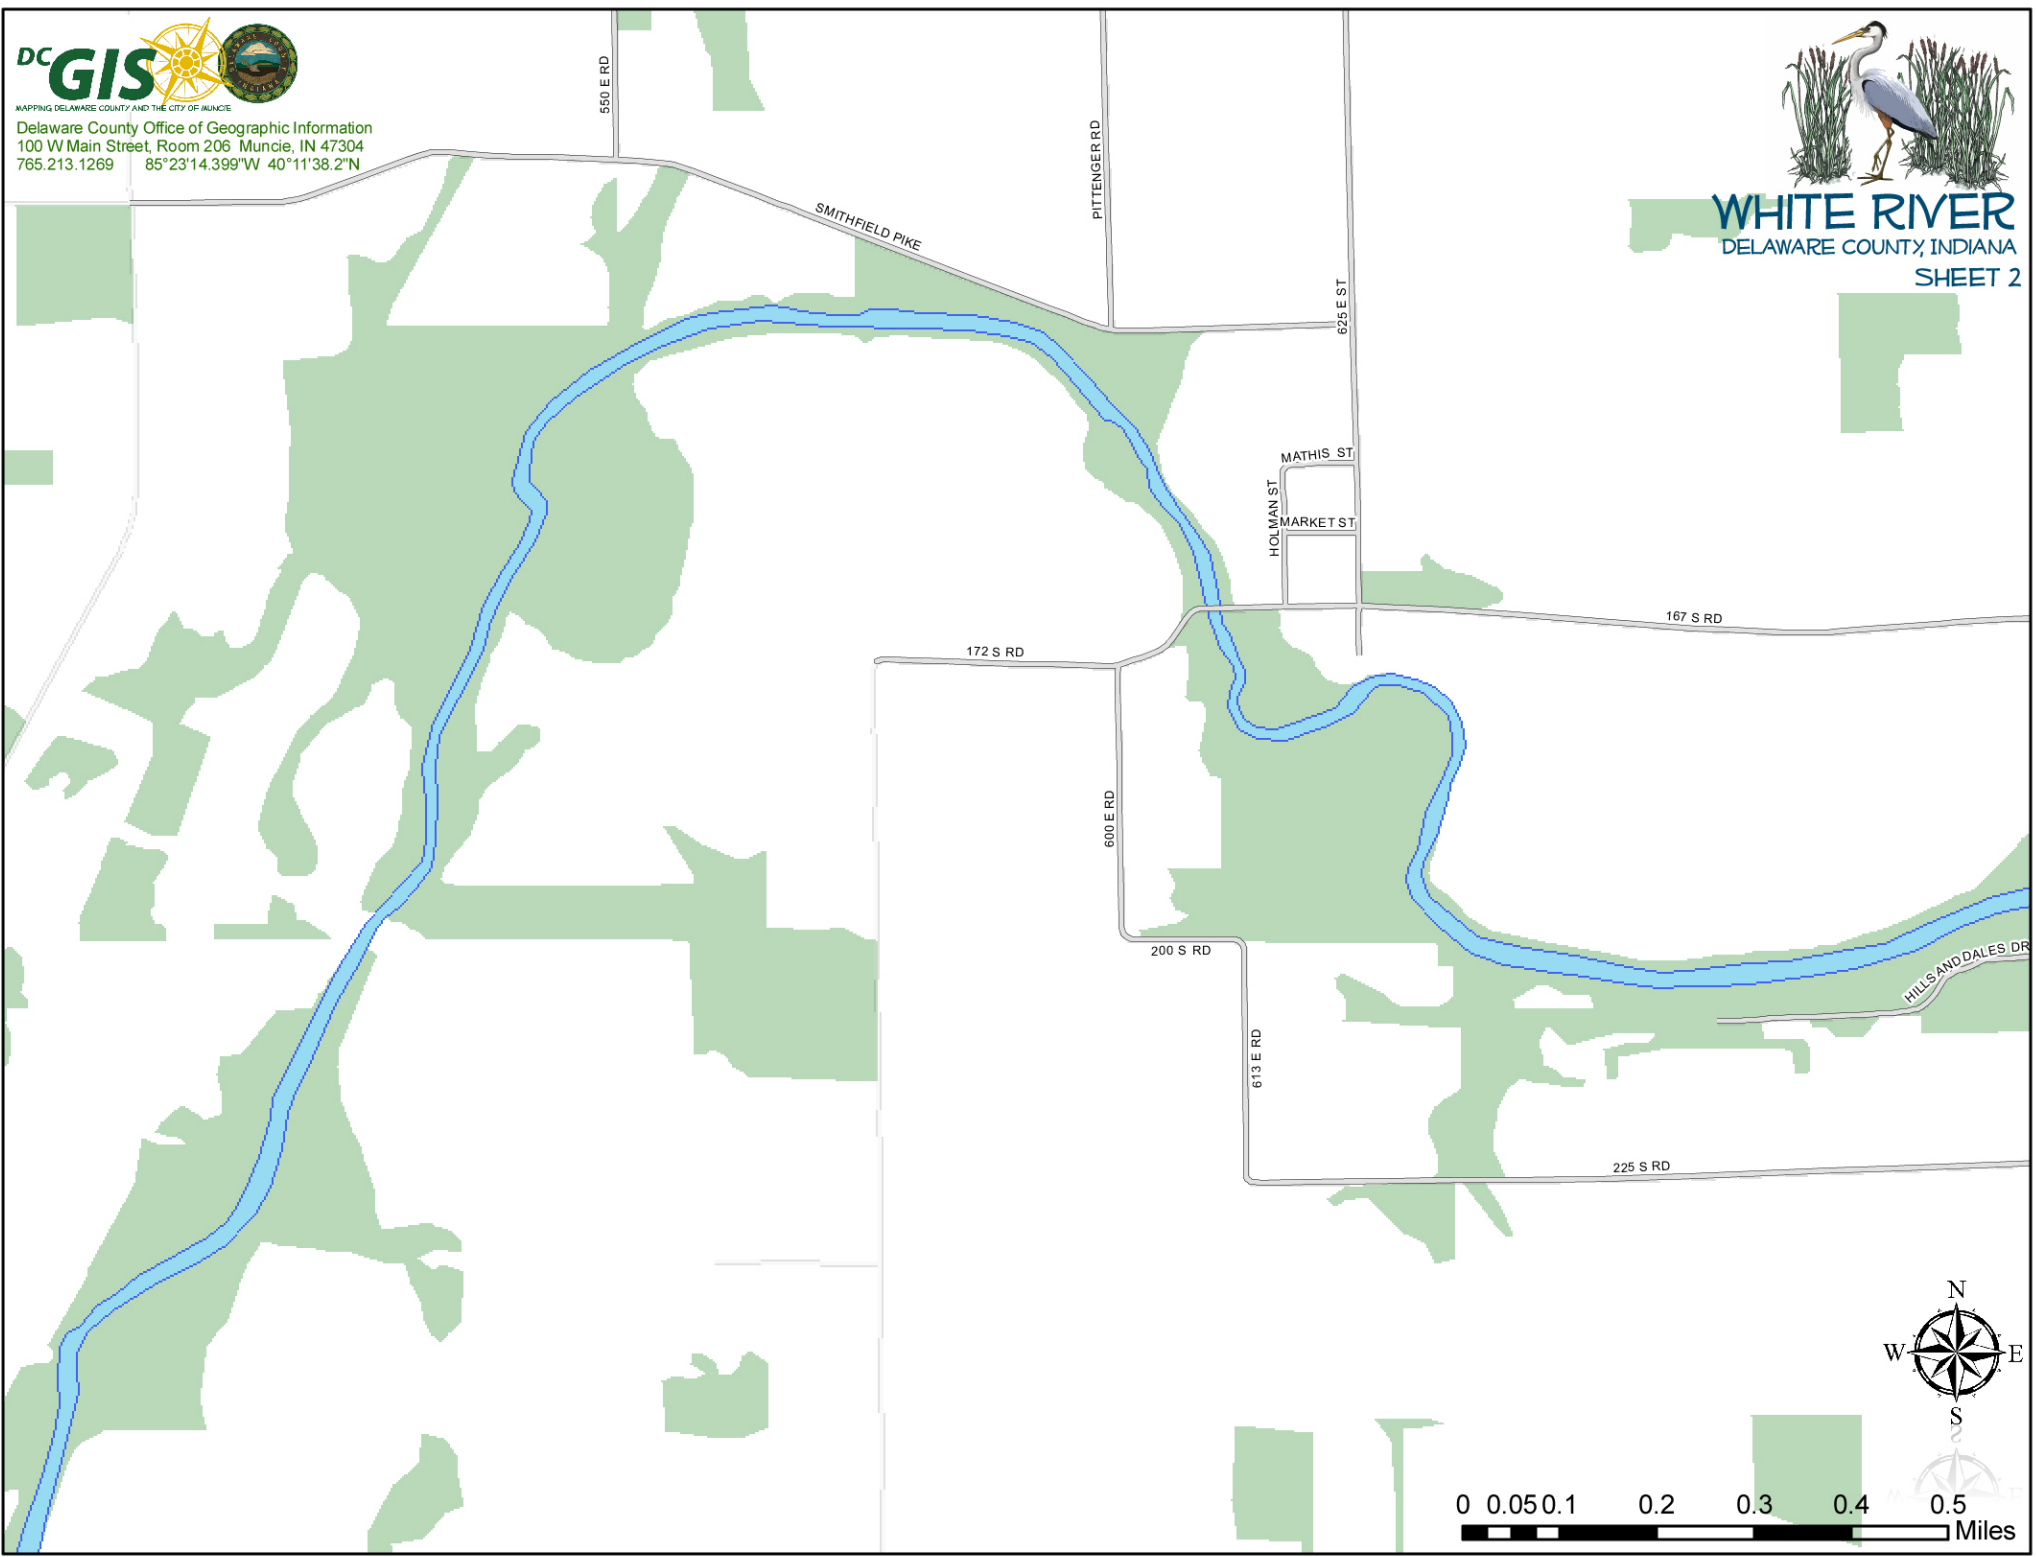 DC GIS
MAPPING DELAWARE COUNTY AND THE CITY OF MUNCIE
Delaware County Office of Geographic Information
100 W Main Street, Room 206 Muncie, IN 47304
765.213.1269 85°23'14.399"W 40°11'38.2"N
WHITE RIVER
DELAWARE COUNTY, INDIANA
SHEET 2
550 E RD
PITTENGER RD
SMITHFIELD PIKE
625 E ST
MATHIS ST
HOLMAN ST
MARKET ST
167 S RD
172 S RD
600 E RD
200 S RD
HILLS AND DALES DR
613 E RD
225 S RD
N
W E
S
0 0.05 0.1 0.2 0.3 0.4 0.5
Miles